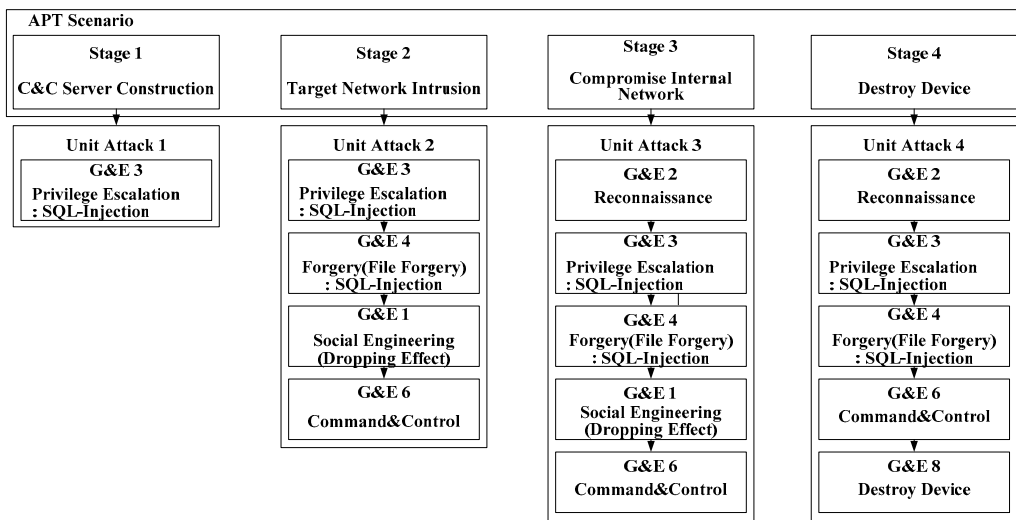 APT Scenario
Stage 1
C&C Server Construction
Stage 2
Target Network Intrusion
Stage 3
Compromise Internal
Network
Stage 4
Destroy Device
Unit Attack 1
G&E 3
Privilege Escalation
: SQL-Injection
Unit Attack 2
G&E 3
Privilege Escalation
: SQL-Injection
G&E 4
Forgery(File Forgery)
: SQL-Injection
G&E 1
Social Engineering
(Dropping Effect)
G&E 6
Command&Control
Unit Attack 3
G&E 2
Reconnaissance
G&E 3
Privilege Escalation
: SQL-Injection
G&E 4
Forgery(File Forgery)
: SQL-Injection
G&E 1
Social Engineering
(Dropping Effect)
G&E 6
Command&Control
Unit Attack 4
G&E 2
Reconnaissance
G&E 3
Privilege Escalation
: SQL-Injection
G&E 4
Forgery(File Forgery)
: SQL-Injection
G&E 6
Command&Control
G&E 8
Destroy Device